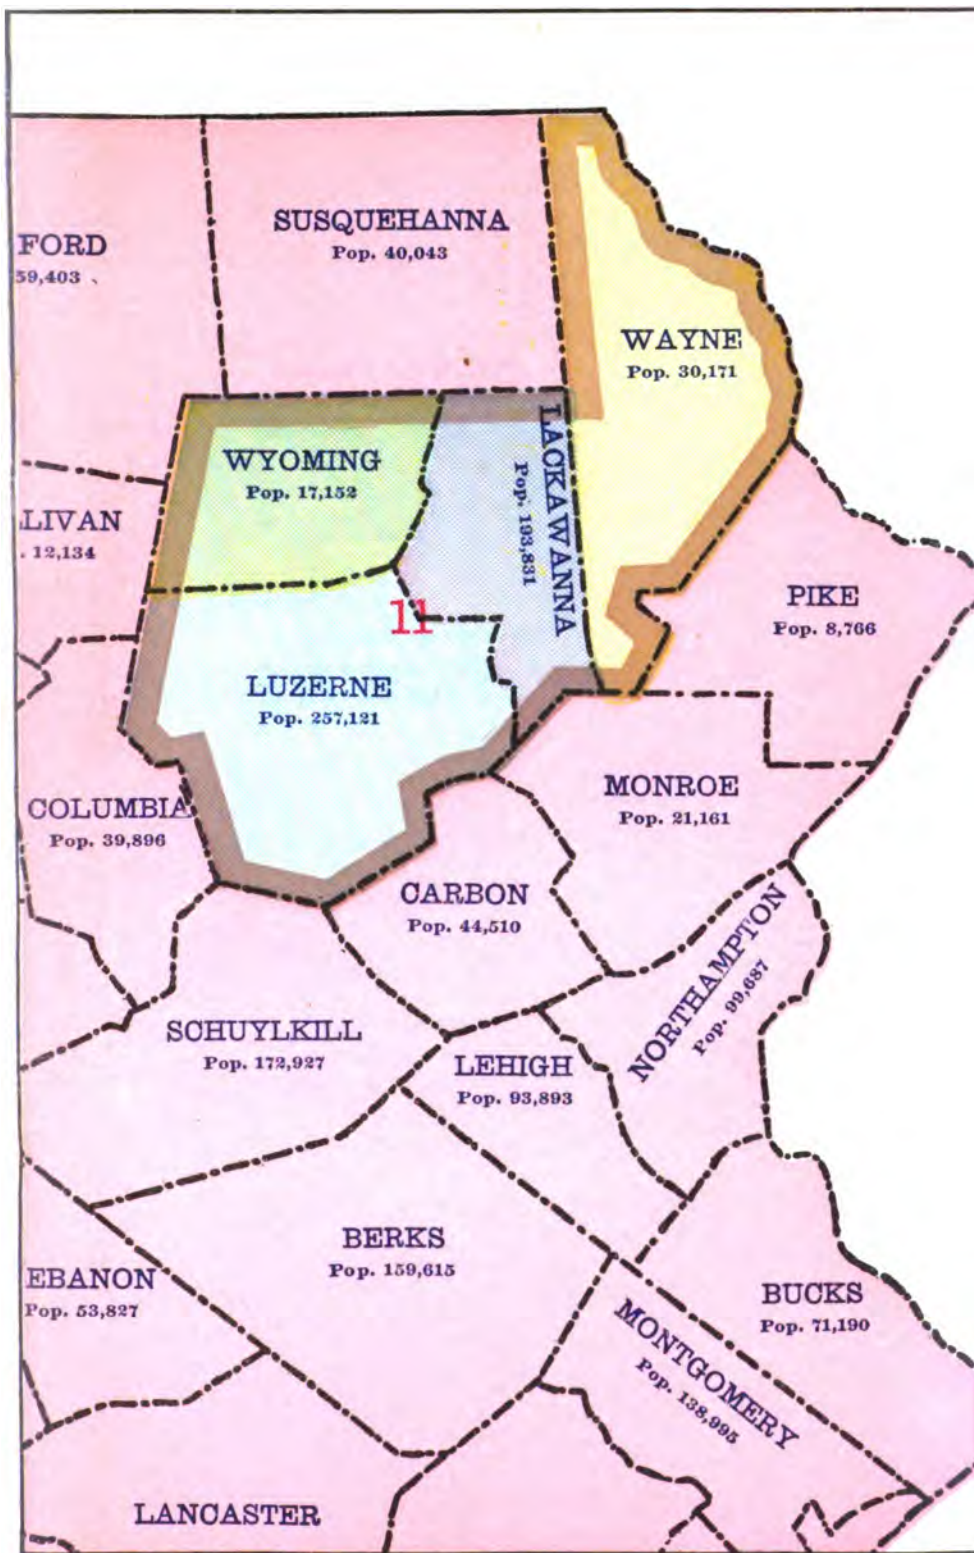 SUSQUEHANNA
Pop. 40,043
FORD
59,403
WAYNE
Pop. 30,171
WYOMING
Pop. 17,152
LACKAWANNA
Pop. 193,831
LIVAN
. 12,134
11
PIKE
Pop. 8,766
LUZERNE
Pop. 257,121
MONROE
Pop. 21,161
COLUMBIA
Pop. 39,896
CARBON
Pop. 44,510
NORTHAMPTON
Pop. 99,687
SCHUYLKILL
Pop. 172,927
LEHIGH
Pop. 93,893
BERKS
Pop. 159,615
EBANON
Pop. 53,827
BUCKS
Pop. 71,190
MONTGOMERY
Pop. 138,995
LANCASTER